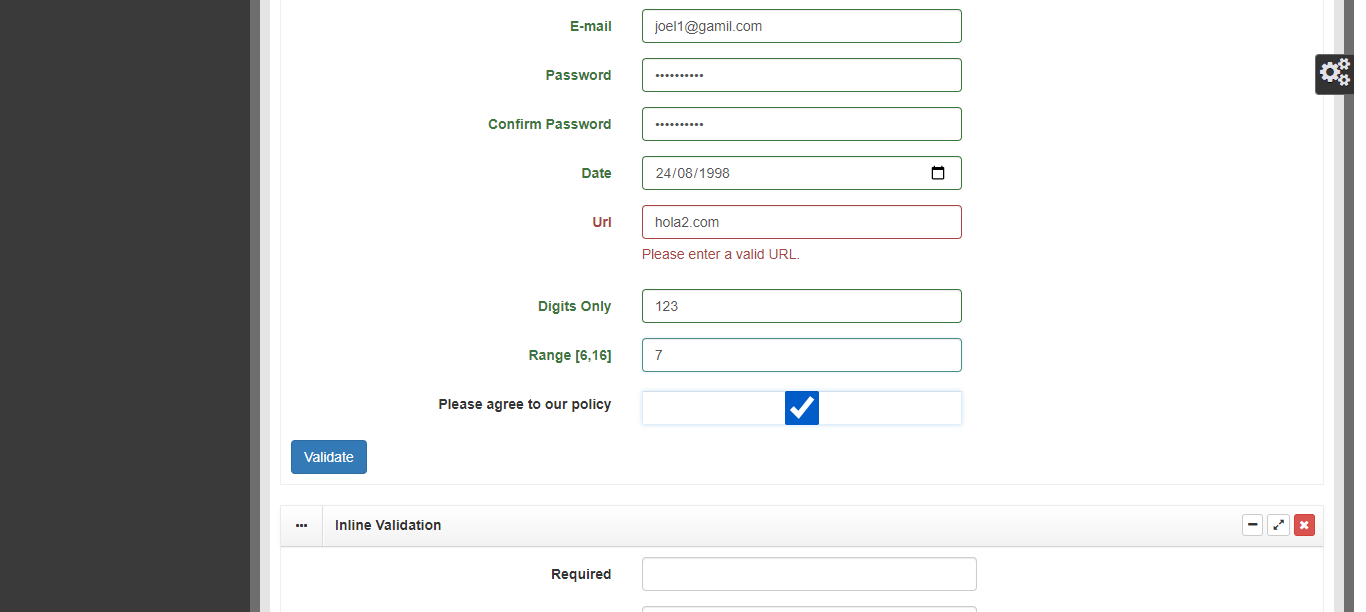 E-mail joel1@gamil.com
Password ••••••••••
Confirm Password ••••••••••
Date 24/08/1998
Url hola2.com
Please enter a valid URL.
Digits Only 123
Range [6,16] 7
Please agree to our policy
Validate
Inline Validation
Required